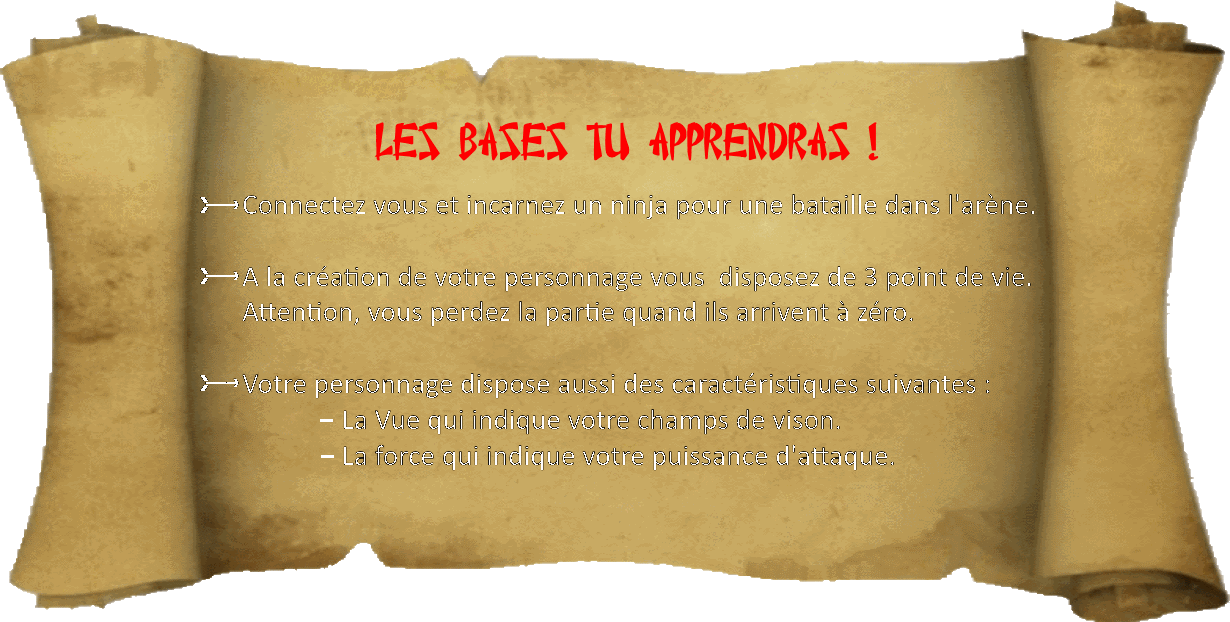 LES BASES TU APPRENDRAS !
Connectez vous et incarnez un ninja pour une bataille dans l'arène.
A la création de votre personnage vous disposez de 3 point de vie.
Attention, vous perdez la partie quand ils arrivent à zéro.
Votre personnage dispose aussi des caractéristiques suivantes :
– La Vue qui indique votre champs de vison.
– La force qui indique votre puissance d'attaque.